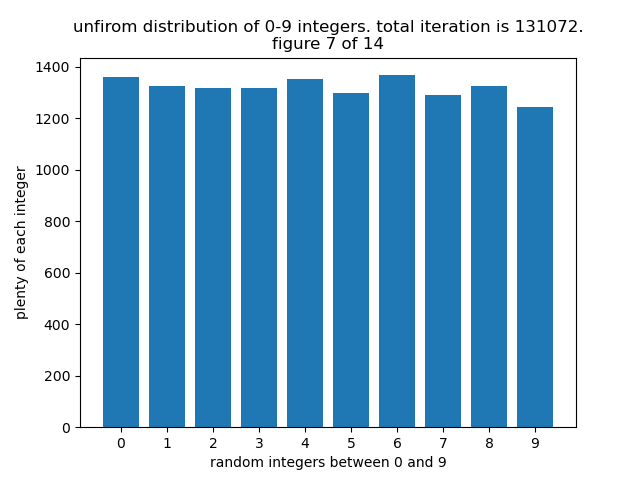 unfirom distribution of 0-9 integers. total iteration is 131072.
figure 7 of 14
1400
1200
1000
800
600
400
200
0
plenty of each integer
0 1 2 3 4 5 6 7 8 9
random integers between 0 and 9